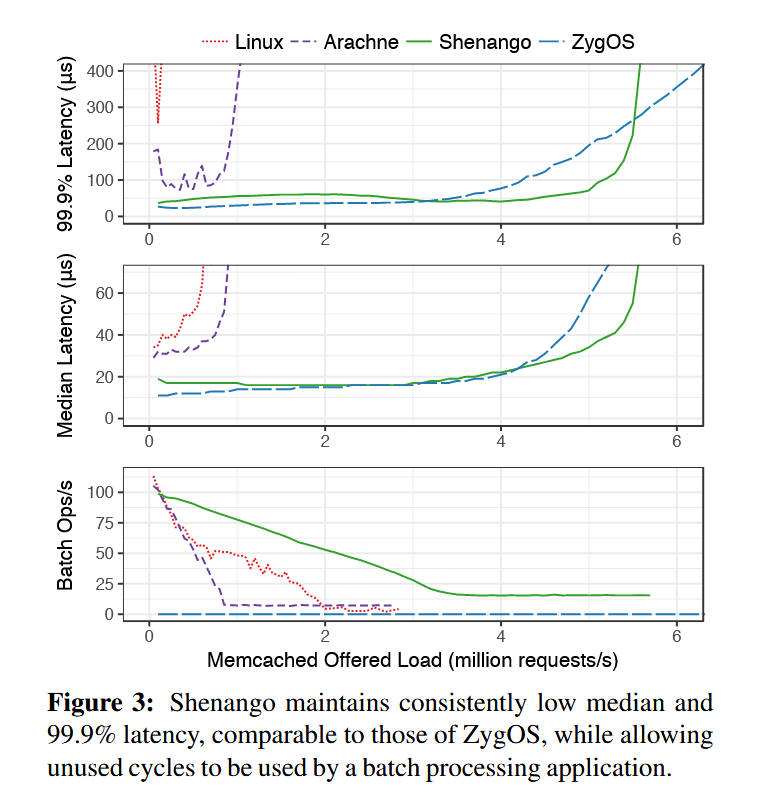 Linux Arachne Shenango ZygOS
99.9% Latency (µs)
400
300
200
100
0
0 2 4 6
Median Latency (µs)
60
40
20
0
0 2 4 6
Batch Ops/s
100
75
50
25
0
0 2 4 6
Memcached Offered Load (million requests/s)
Figure 3: Shenango maintains consistently low median and
99.9% latency, comparable to those of ZygOS, while allowing
unused cycles to be used by a batch processing application.